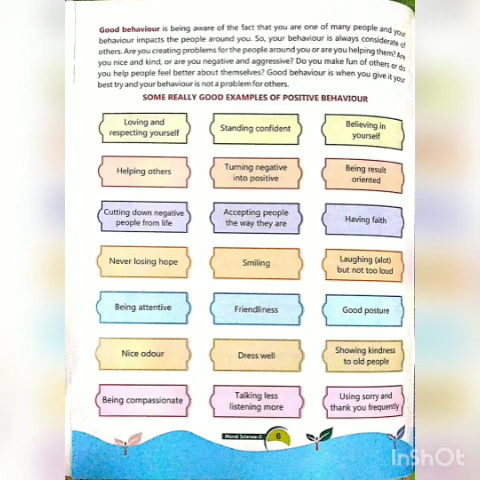 Good behaviour is being aware of the fact that you are one of many people and your
behaviour impacts the people around you. So, your behaviour is always considerate of
others. Are you creating problems for the people around you or are you helping them? Are
you nice and kind, or are you negative and aggressive? Do you make fun of others or do
you help people feel better about themselves? Good behaviour is when you give it your
best try and your behaviour is not a problem for others.
SOME REALLY GOOD EXAMPLES OF POSITIVE BEHAVIOUR
Loving and
respecting yourself
Standing confident
Believing in
yourself
Helping others
Turning negative
into positive
Being result
oriented
Cutting down negative
people from life
Accepting people
the way they are
Having faith
Never losing hope
Smiling
Laughing (alot)
but not too loud
Being attentive
Friendliness
Good posture
Nice odour
Dress well
Showing kindness
to old people
Being compassionate
Talking less
listening more
Using sorry and
thank you frequently
Moral Science-5
6
InShOt